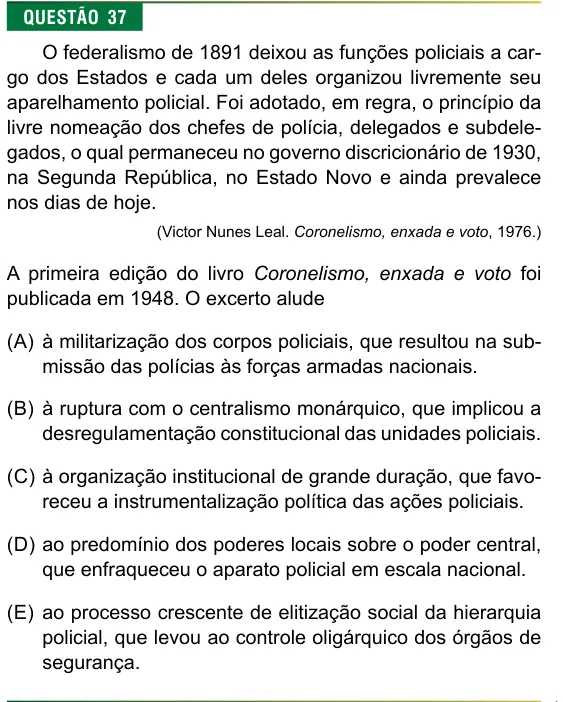 QUESTÃO 37
O federalismo de 1891 deixou as funções policiais a car-
go dos Estados e cada um deles organizou livremente seu
aparelhamento policial. Foi adotado, em regra, o princípio da
livre nomeação dos chefes de polícia, delegados e subdele-
gados, o qual permaneceu no governo discricionário de 1930,
na Segunda República, no Estado Novo e ainda prevalece
nos dias de hoje.
(Victor Nunes Leal. Coronelismo, enxada e voto, 1976.)
A primeira edição do livro Coronelismo, enxada e voto foi
publicada em 1948. O excerto alude
(A) à militarização dos corpos policiais, que resultou na sub-
missão das polícias às forças armadas nacionais.
(B) à ruptura com o centralismo monárquico, que implicou a
desregulamentação constitucional das unidades policiais.
(C) à organização institucional de grande duração, que favo-
receu a instrumentalização política das ações policiais.
(D) ao predomínio dos poderes locais sobre o poder central,
que enfraqueceu o aparato policial em escala nacional.
(E) ao processo crescente de elitização social da hierarquia
policial, que levou ao controle oligárquico dos órgãos de
segurança.